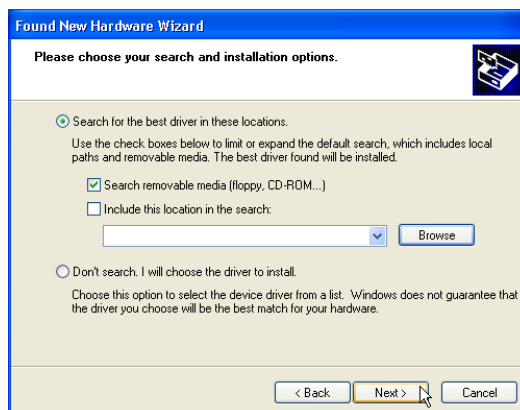 Found New Hardware Wizard
Please choose your search and installation options.
Search for the best driver in these locations.
Use the check boxes below to limit or expand the default search, which includes local
paths and removable media. The best driver found will be installed.
Search removable media (floppy, CD-ROM...)
Include this location in the search:
Browse
Don't search. I will choose the driver to install.
Choose this option to select the device driver from a list. Windows does not guarantee that
the driver you choose will be the best match for your hardware.
< Back Next > Cancel